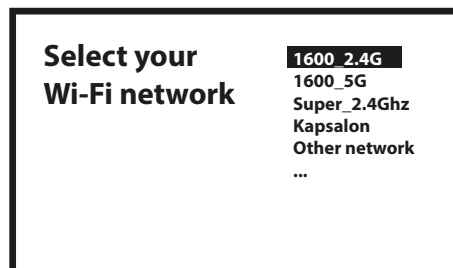 Select your
Wi-Fi network
1600_2.4G
1600_5G
Super_2.4Ghz
Kapsalon
Other network
...